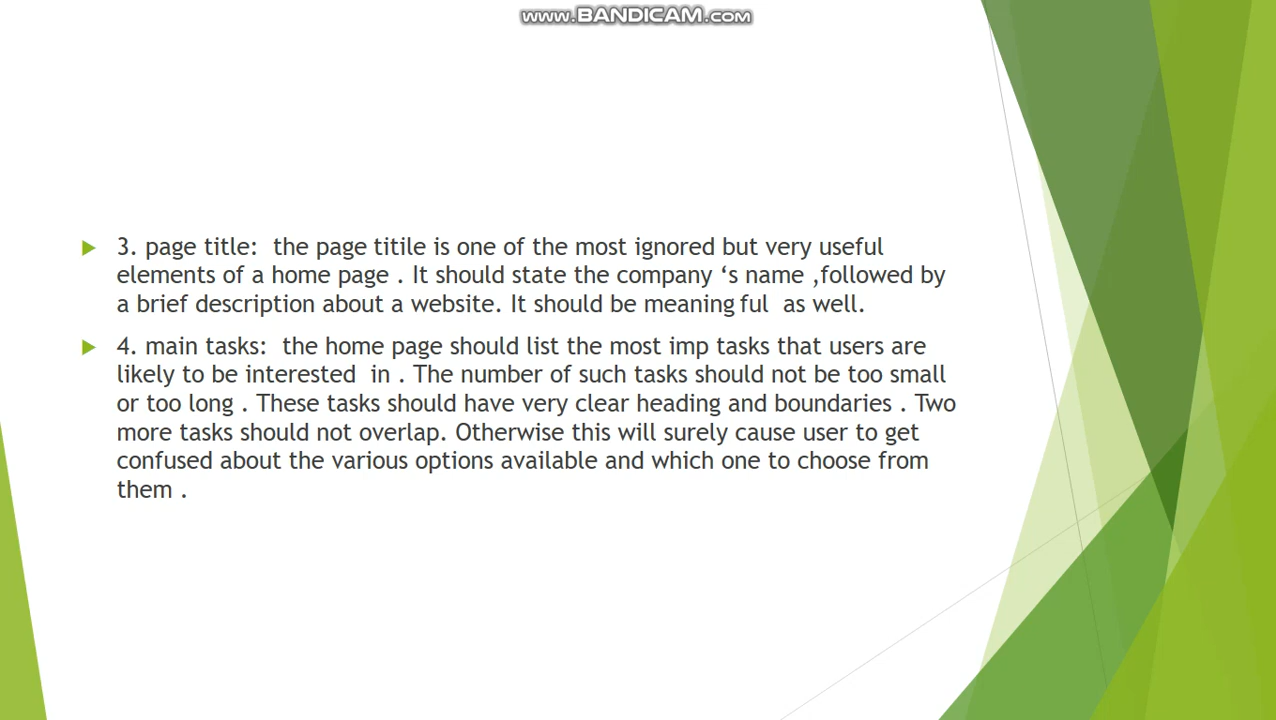 www.BANDICAM.com
3. page title:  the page titile is one of the most ignored but very useful
elements of a home page . It should state the company ‘s name ,followed by
a brief description about a website. It should be meaning ful  as well.
4. main tasks:  the home page should list the most imp tasks that users are
likely to be interested  in . The number of such tasks should not be too small
or too long . These tasks should have very clear heading and boundaries . Two
more tasks should not overlap. Otherwise this will surely cause user to get
confused about the various options available and which one to choose from
them .